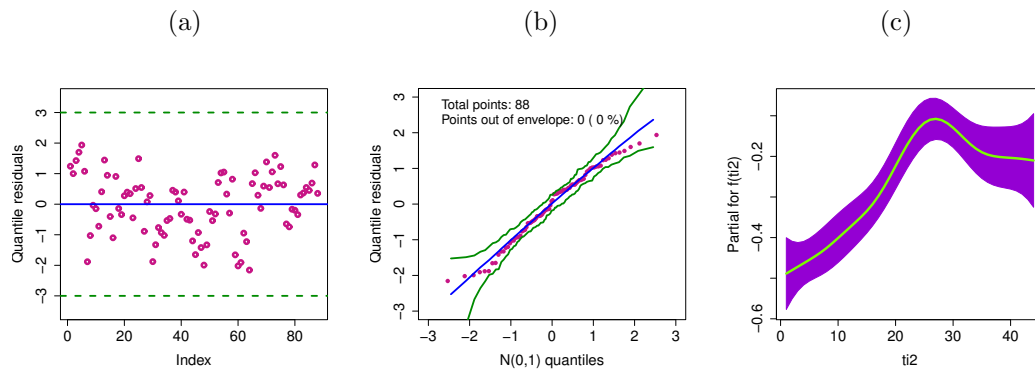 (a)
(b)
(c)
Quantile residuals
3
2
1
0
−1
−2
−3
0 20 40 60 80
Index
Total points: 88
Points out of envelope: 0 ( 0 %)
Quantile residuals
3
2
1
0
−1
−2
−3
−3 −2 −1 0 1 2 3
N(0,1) quantiles
Partial for f(ti2)
−0.2
−0.4
−0.6
0 10 20 30 40
ti2